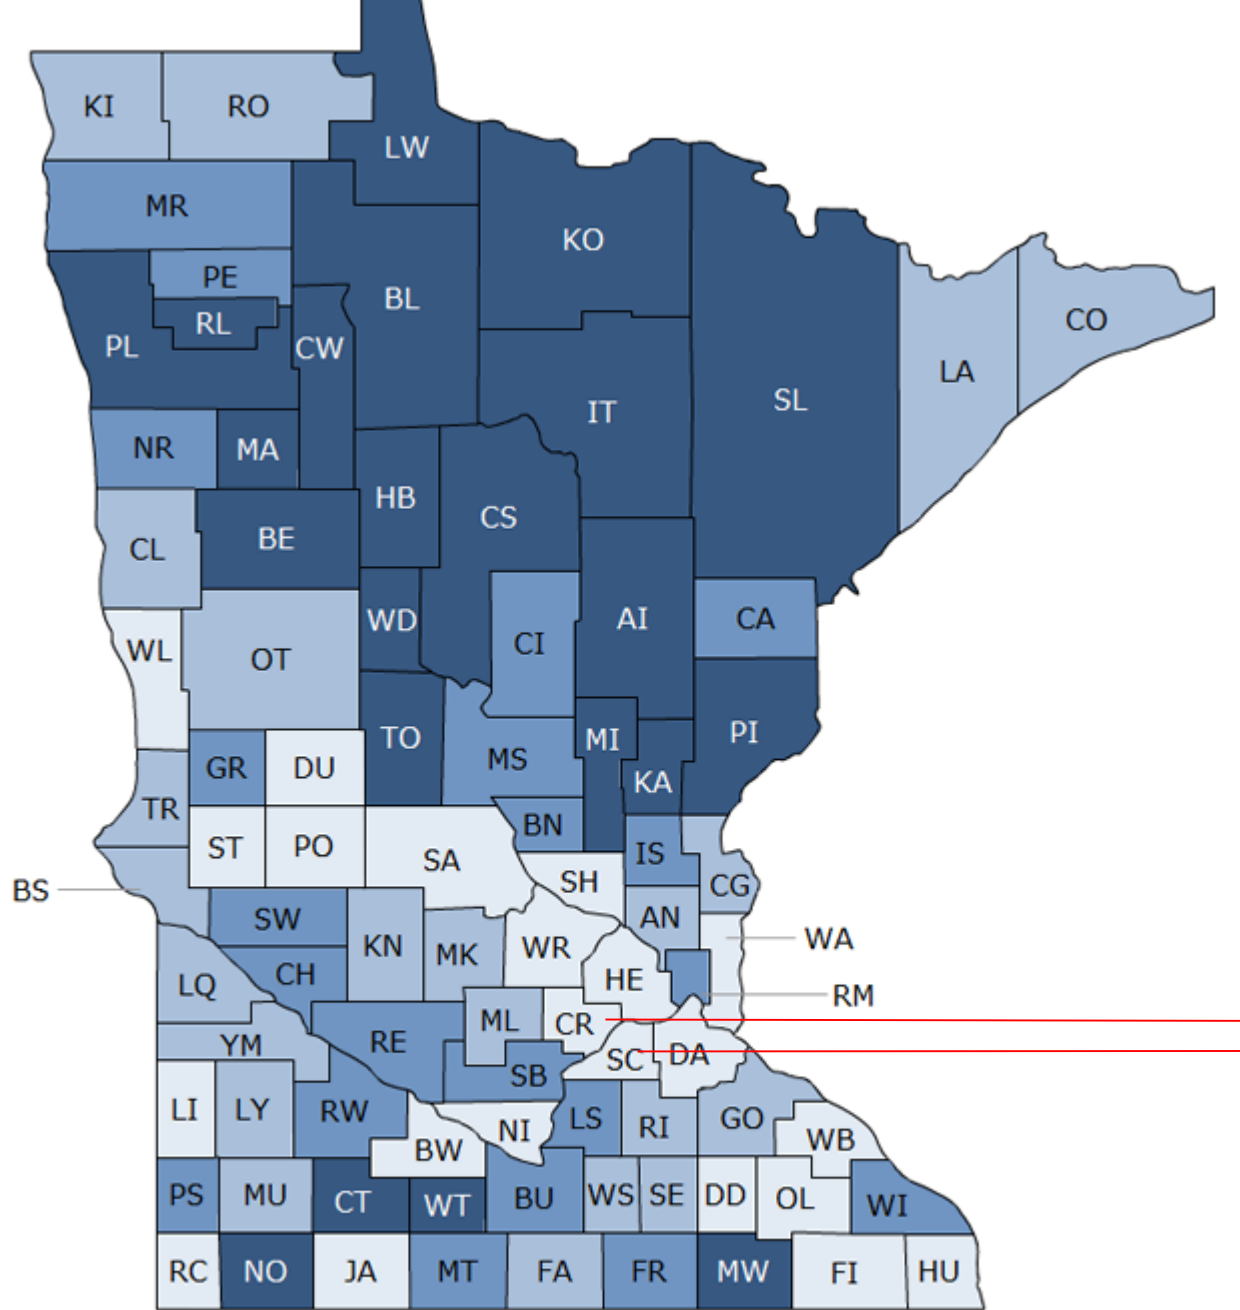 KI RO
LW
MR
KO
PE
BL
RL
CO
PL CW
LA
SL
IT
NR MA
HB
CS
BE
CL
WD AI CA
CI
WL
OT
PI
TO MI
MS
GR DU
KA
TR
BN
ST PO
IS
SA
SH
CG
BS
AN
SW
WA
KN WR
MK
CH HE
LQ
RM
ML CR
RE
YM
SC DA
SB
LI LY RW
LS GO
RI
NI
WB
BW
PS MU
CT WT BU WS SE DD OL
WI
RC NO JA MT FA FR MW FI HU